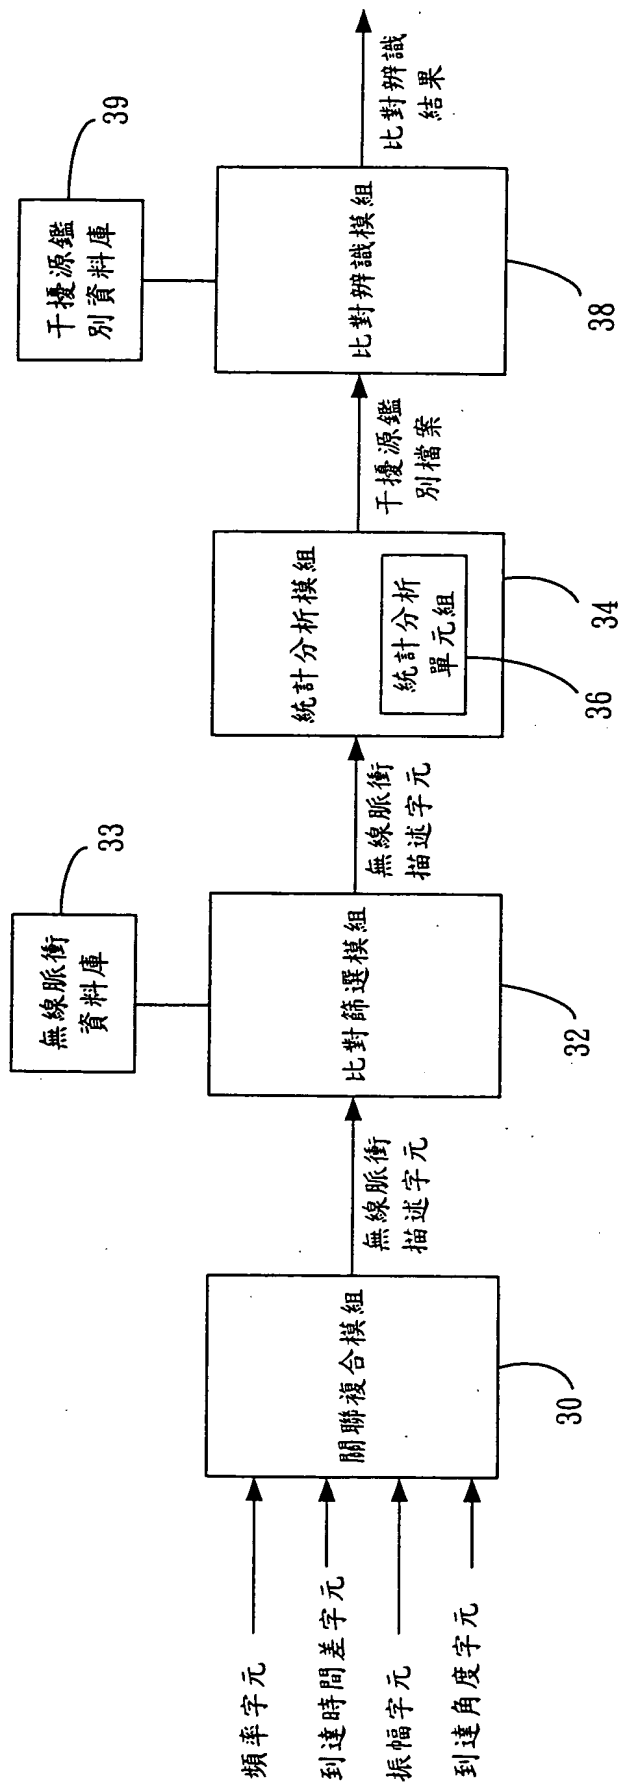 頻率字元
到達時間差字元
振幅字元
到達角度字元
關聯複合模組
30
無線脈衝
描述字元
無線脈衝
資料庫
33
比對篩選模組
32
無線脈衝
描述字元
統計分析模組
統計分析
單元組
36
34
干擾源鑑
別檔案
干擾源鑑
別資料庫
39
比對辨識模組
38
比對辨識
結果